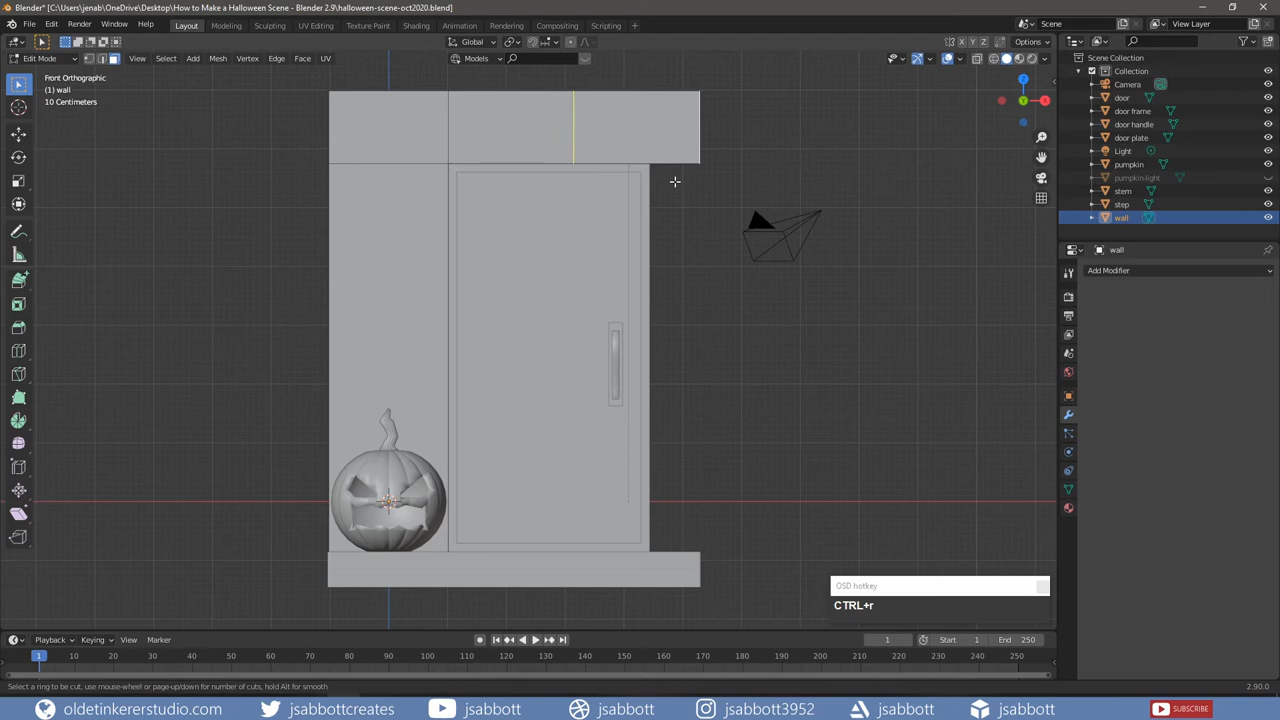 Blender* [C:\Users\jenab\OneDrive\Desktop\How to Make a Halloween Scene - Blender 2.9\halloween-scene-oct2020.blend]
File Edit Render Window Help Layout Modeling Sculpting UV Editing Texture Paint Shading Animation Rendering Compositing Scripting Scene View Layer
Global X Y Z Options
Edit Mode View Select Add Mesh Vertex Edge Face UV Models
Scene Collection
Collection
Camera
door
door frame
door handle
door plate
Light
pumpkin
pumpkin-light
stem
step
wall
Front Orthographic
(1) wall
10 Centimeters
Z
Y
X
wall
Add Modifier
OSD hotkey
CTRL+r
Playback Keying View Marker 1 Start 1 End 250
1 10 20 30 40 50 60 70 80 90 100 110 120 130 140 150 160 170 180 190 200 210 220 230 240 250
Select a ring to be cut, use mouse-wheel or page-up/down for number of cuts, hold Alt for smooth 2.90.0
oldetinkererstudio.com jsabbottcreates jsabbott jsabbott jsabbott3952 jsabbott jsabbott SUBSCRIBE